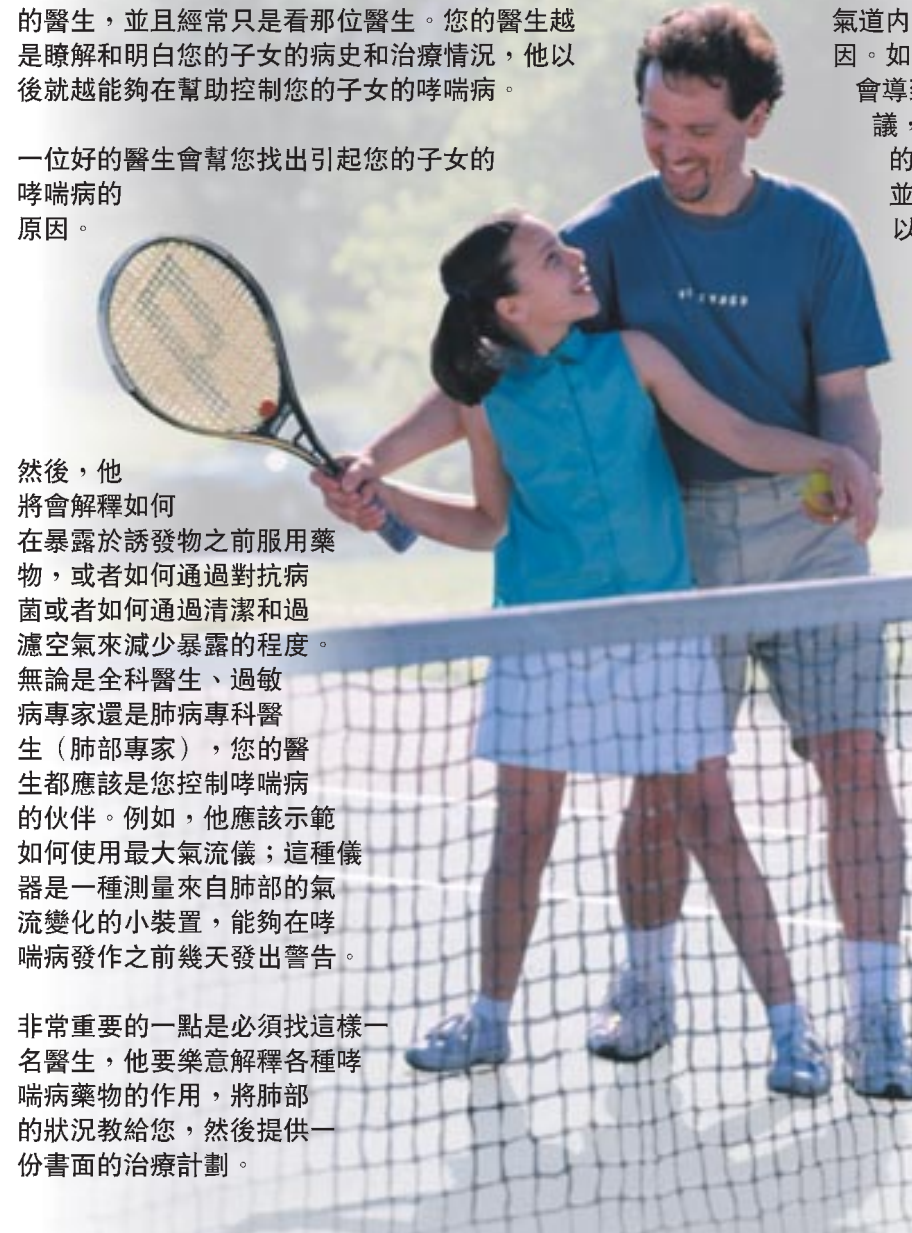 的醫生，並且經常只是看那位醫生。您的醫生越
是瞭解和明白您的子女的病史和治療情況，他以
後就越能夠在幫助控制您的子女的哮喘病。
一位好的醫生會幫您找出引起您的子女的
哮喘病的
原因。
然後，他
將會解釋如何
在暴露於誘發物之前服用藥
物，或者如何通過對抗病
菌或者如何通過清潔和過
濾空氣來減少暴露的程度。
無論是全科醫生、過敏
病專家還是肺病專科醫
生（肺部專家），您的醫
生都應該是您控制哮喘病
的伙伴。例如，他應該示範
如何使用最大氣流儀；這種儀
器是一種測量來自肺部的氣
流變化的小裝置，能夠在哮
喘病發作之前幾天發出警告。
非常重要的一點是必須找這樣一
名醫生，他要樂意解釋各種哮
喘病藥物的作用，將肺部
的狀況教給您，然後提供一
份書面的治療計劃。
氣道内
因。如
會導
議，
的
並
以